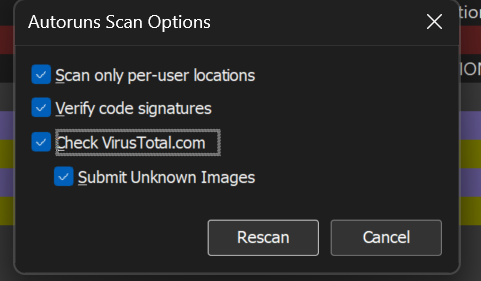 Autoruns Scan Options
Scan only per-user locations
Verify code signatures
Check VirusTotal.com
Submit Unknown Images
Rescan
Cancel